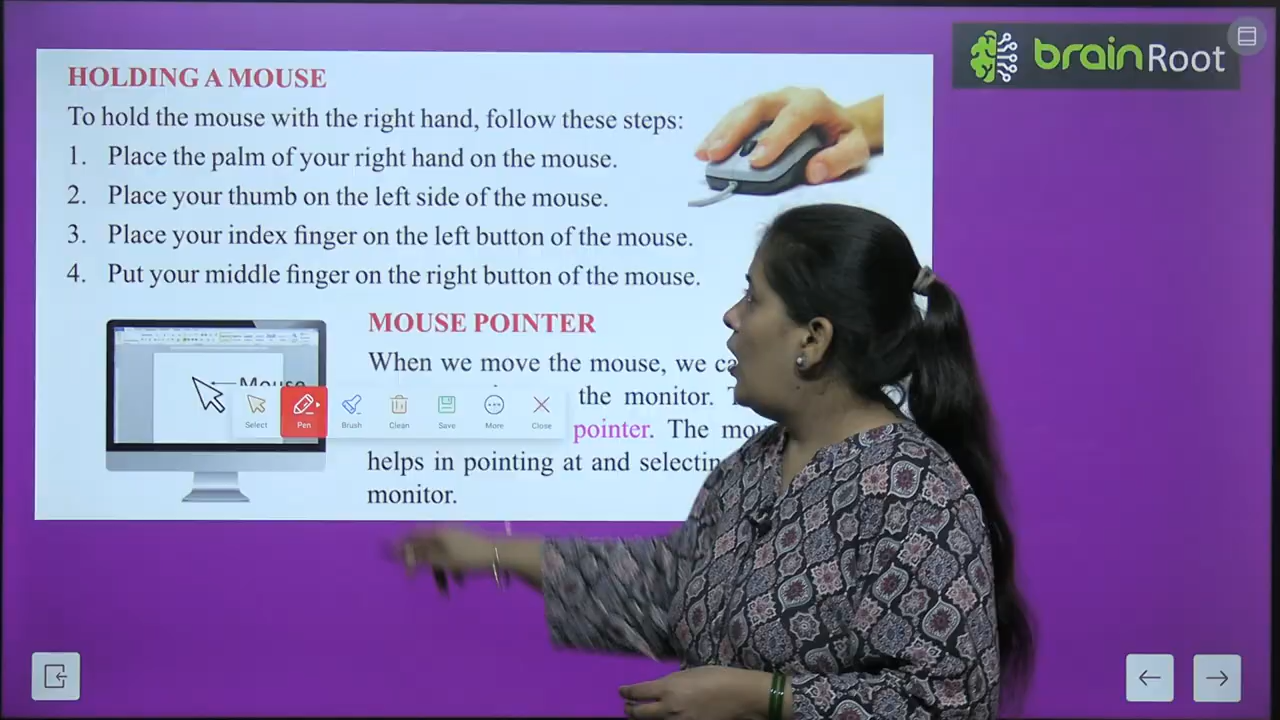 brainRoot
HOLDING A MOUSE
To hold the mouse with the right hand, follow these steps:
1. Place the palm of your right hand on the mouse.
2. Place your thumb on the left side of the mouse.
3. Place your index finger on the left button of the mouse.
4. Put your middle finger on the right button of the mouse.
MOUSE POINTER
When we move the mouse, we
the monitor.
pointer. The
helps in pointing at and
monitor.
Mouse
Select
Pen
Brush
Clean
Save
More
Close